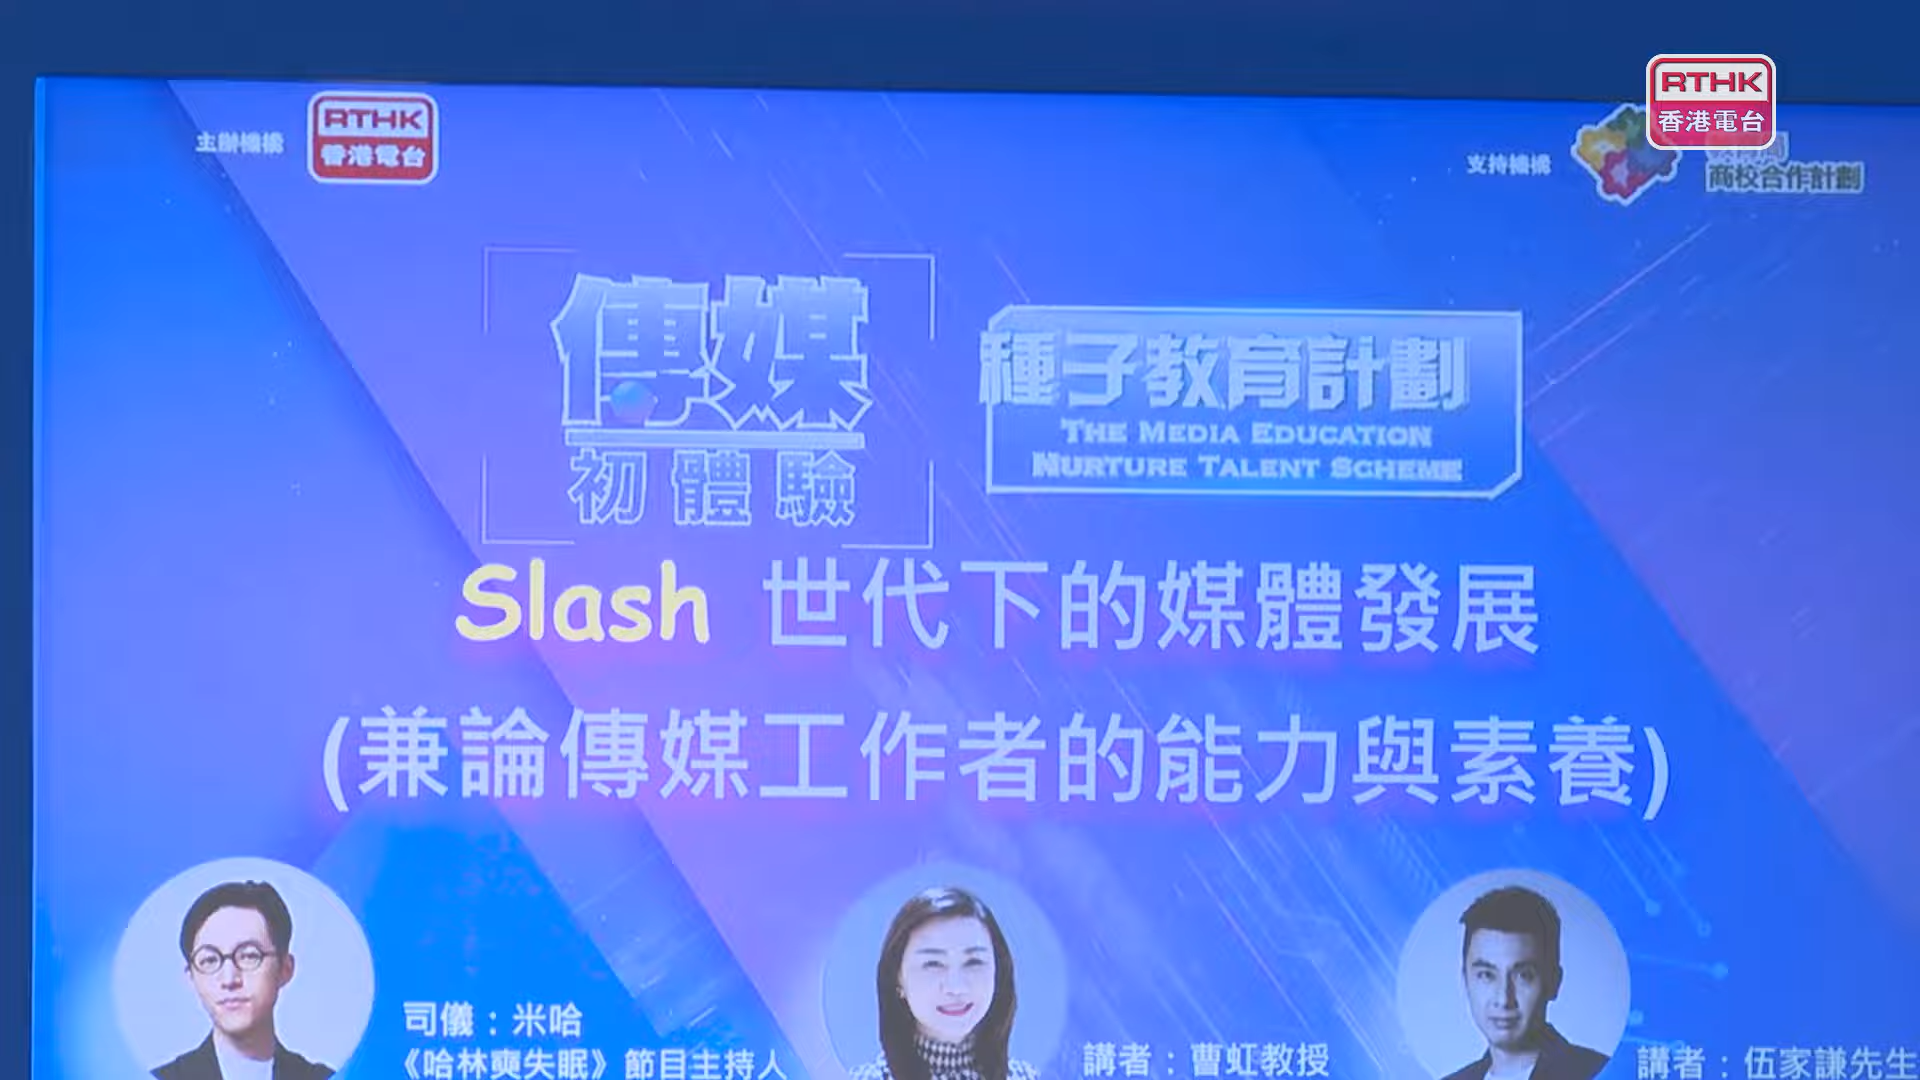 RTHK
香港電台
主辦機構
RTHK
香港電台
支持機構
商校合作計劃
傳媒
初體驗
種子教育計劃
THE MEDIA EDUCATION
NURTURE TALENT SCHEME
Slash 世代下的媒體發展
(兼論傳媒工作者的能力與素養)
司儀：米哈
《哈林奭失眠》節目主持人
講者：曹虹教授
講者：伍家謙先生